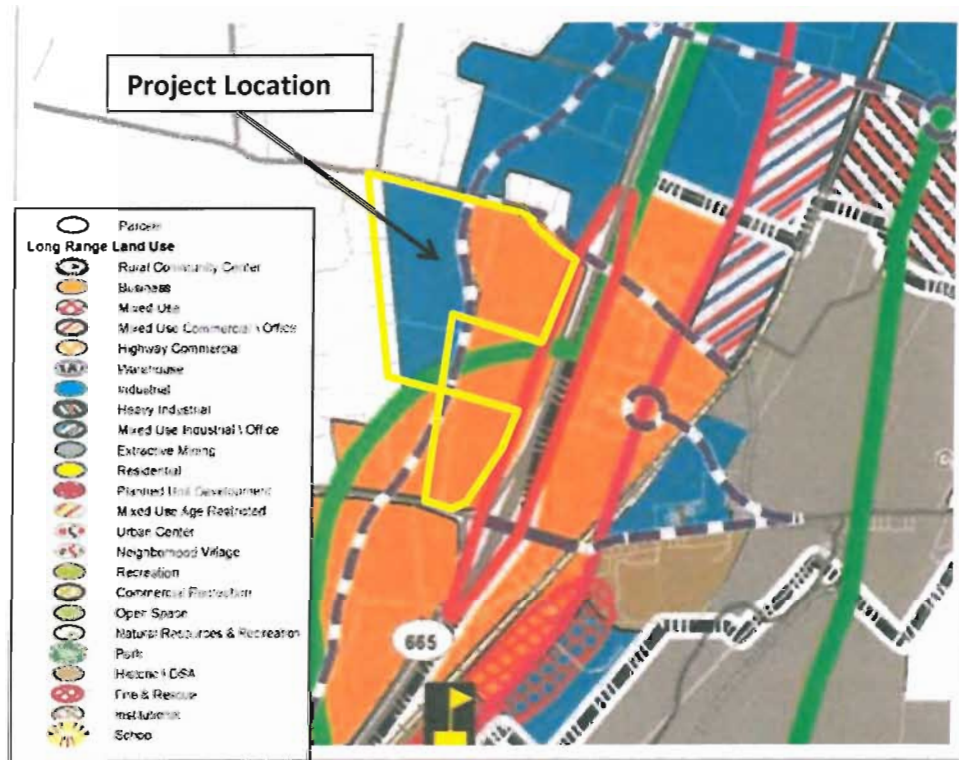 Project Location
Parcels
Long Range Land Use
Rural Community Center
Business
Mixed Use
Mixed Use Commercial \ Office
Highway Commercial
Warehouse
Industrial
Heavy Industrial
Mixed Use Industrial \ Office
Extractive Mining
Residential
Planned Unit Development
Mixed Use Age Restricted
Urban Center
Neighborhood Village
Recreation
Commercial Recreation
Open Space
Natural Resources & Recreation
Park
Historic \ DSA
Fire & Rescue
Institutional
School
665